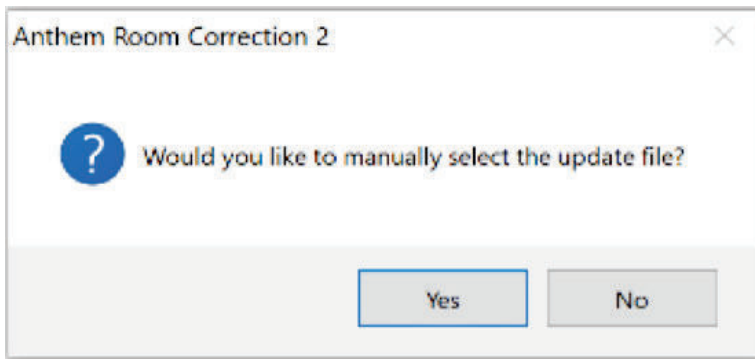 Anthem Room Correction 2
Would you like to manually select the update file?
Yes
No